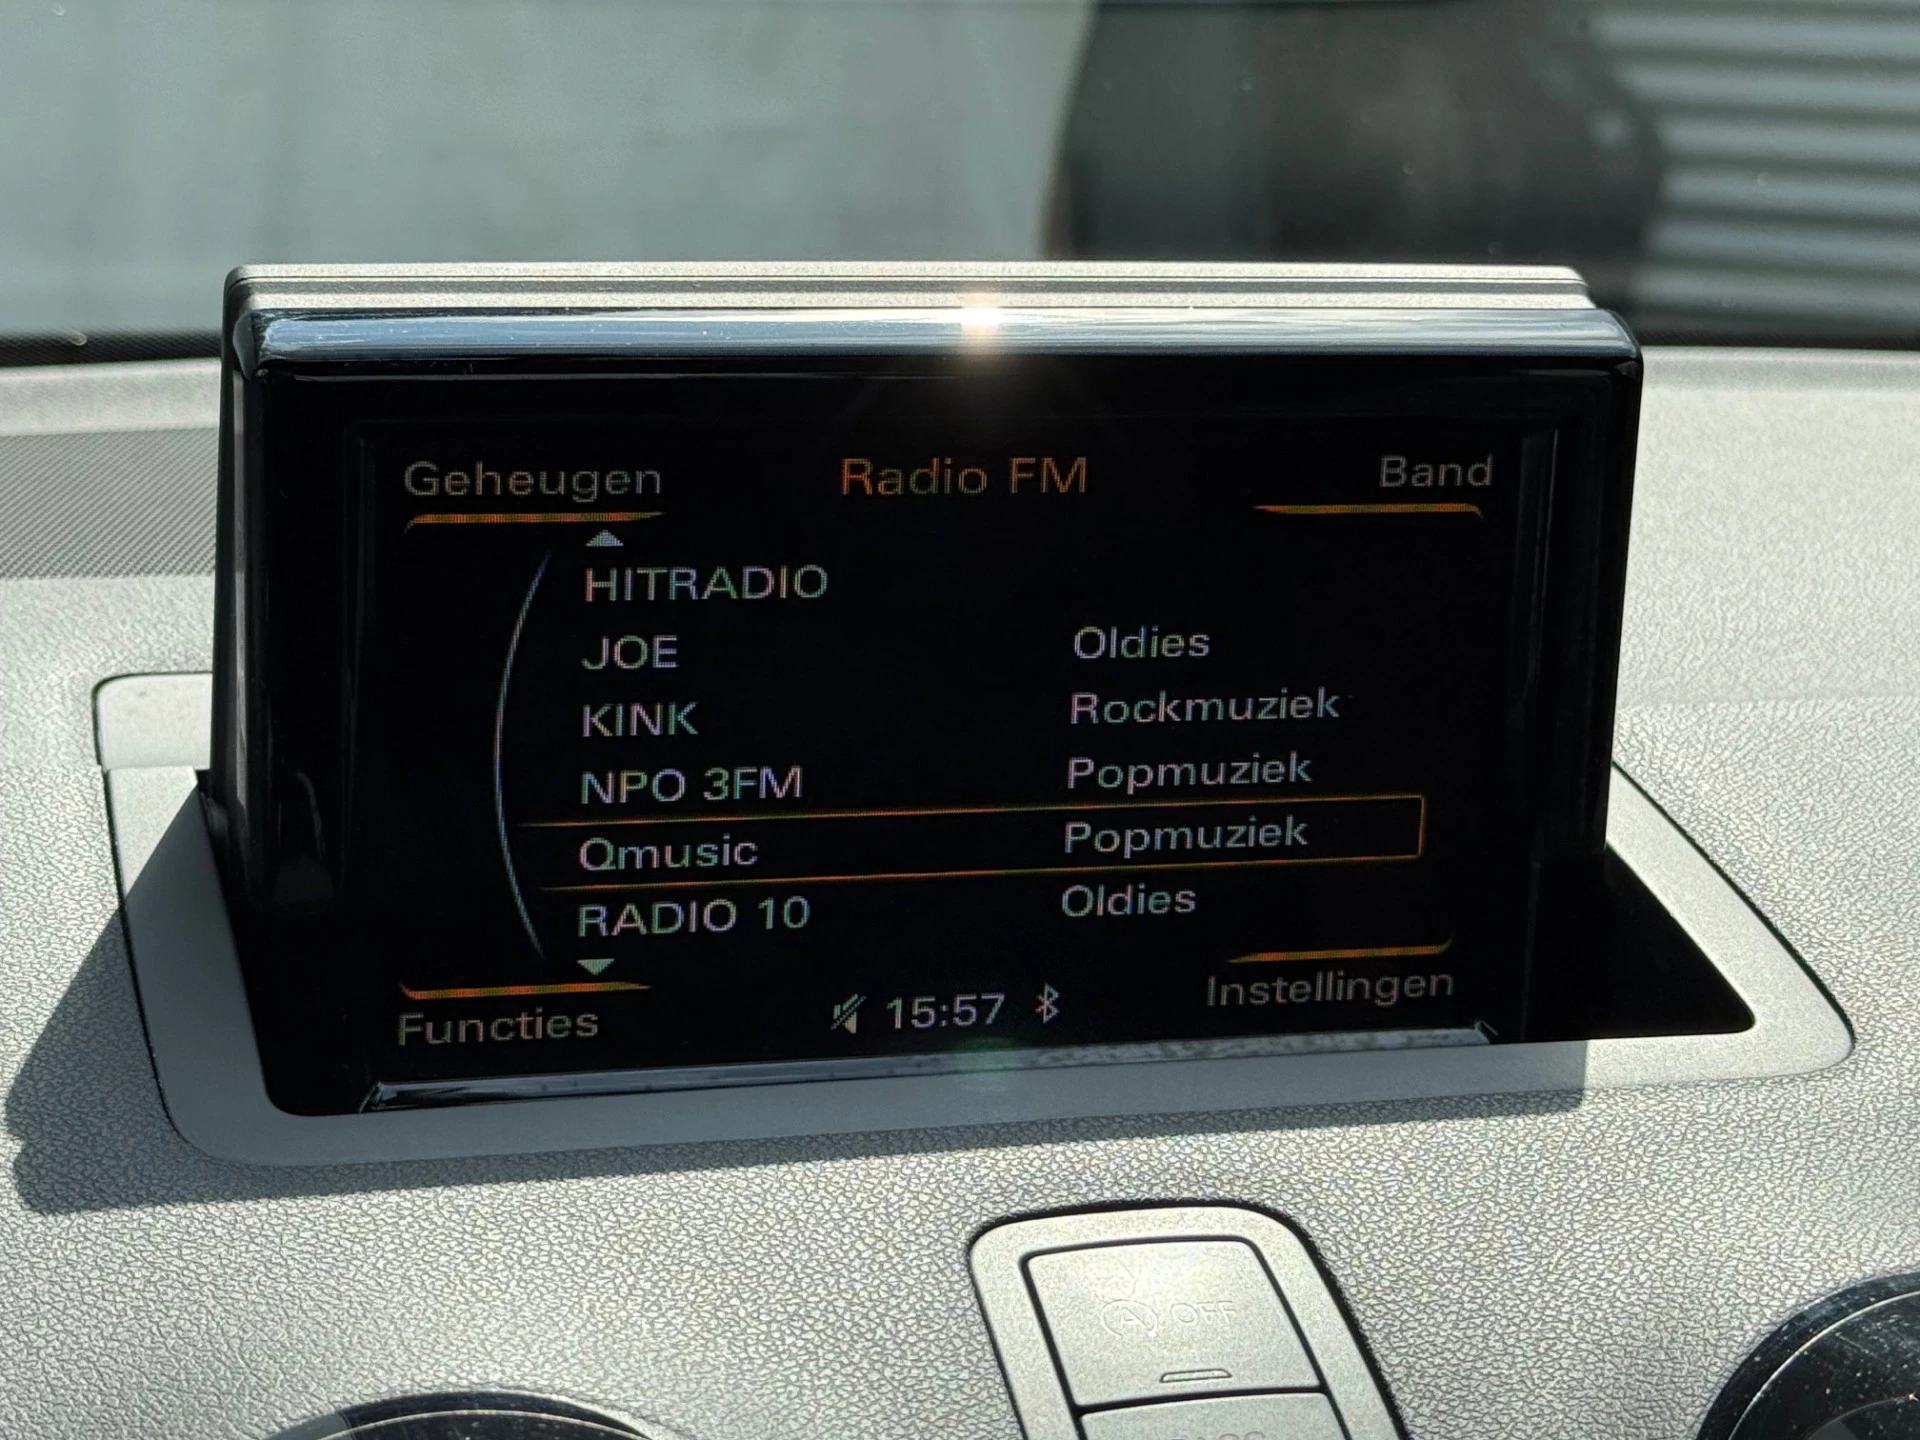 Geheugen Radio FM Band
HITRADIO
JOE Oldies
KINK Rockmuziek
NPO 3FM Popmuziek
Qmusic Popmuziek
RADIO 10 Oldies
Functies 15:57 Instellingen
A OFF